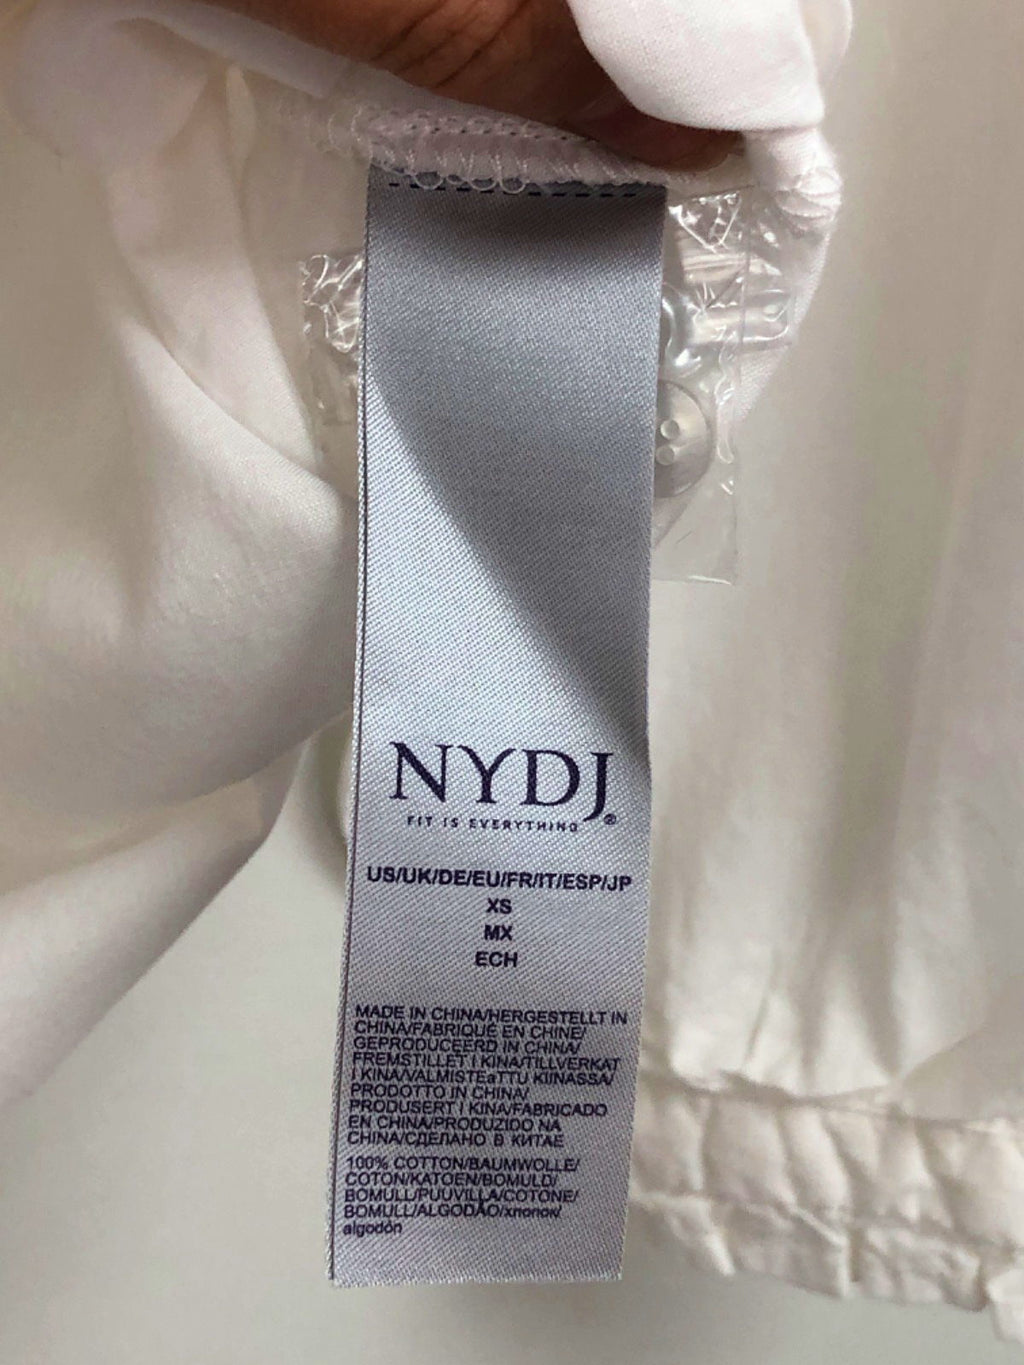 NYDJ®
FIT IS EVERYTHING
US/UK/DE/EU/FR/IT/ESP/JP
XS
MX
ECH
MADE IN CHINA/HERGESTELLT IN
CHINA/FABRIQUÉ EN CHINE/
GEPRODUCEERD IN CHINA/
FREMSTILLET I KINA/TILLVERKAT
I KINA/VALMISTEaTTU KIINASSA/
PRODOTTO IN CHINA/
PRODUSERT I KINA/FABRICADO
EN CHINA/PRODUZIDO NA
CHINA/СДЕЛАНО В КИТАЕ
100% COTTON/BAUMWOLLE/
COTON/KATOEN/BOMULD/
BOMULL/PUUVILLA/COTONE/
BOMULL/ALGODÃO/хлопок/
algodón